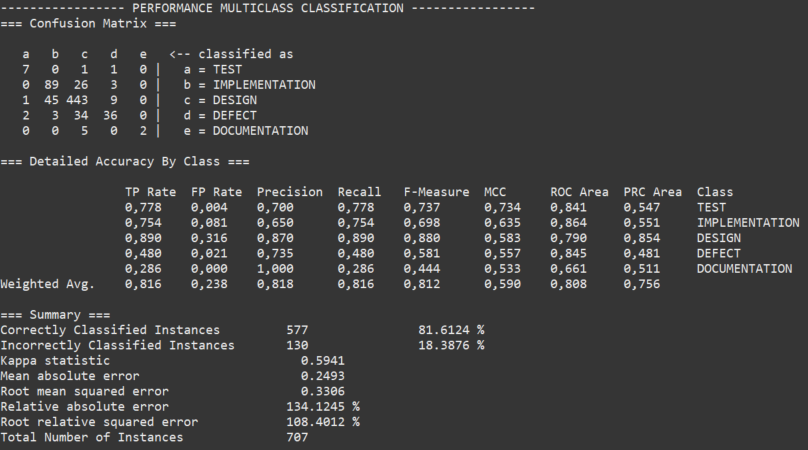 ----------------- PERFORMANCE MULTICLASS CLASSIFICATION -----------------
=== Confusion Matrix ===
a b c d e <-- classified as
7 0 1 1 0 | a = TEST
0 89 26 3 0 | b = IMPLEMENTATION
1 45 443 9 0 | c = DESIGN
2 3 34 36 0 | d = DEFECT
0 0 5 0 2 | e = DOCUMENTATION
=== Detailed Accuracy By Class ===
TP Rate FP Rate Precision Recall F-Measure MCC ROC Area PRC Area Class
0,778 0,004 0,700 0,778 0,737 0,734 0,841 0,547 TEST
0,754 0,081 0,650 0,754 0,698 0,635 0,864 0,551 IMPLEMENTATION
0,890 0,316 0,870 0,890 0,880 0,583 0,790 0,854 DESIGN
0,480 0,021 0,735 0,480 0,581 0,557 0,845 0,481 DEFECT
0,286 0,000 1,000 0,286 0,444 0,533 0,661 0,511 DOCUMENTATION
Weighted Avg. 0,816 0,238 0,818 0,816 0,812 0,590 0,808 0,756
=== Summary ===
Correctly Classified Instances 577 81.6124 %
Incorrectly Classified Instances 130 18.3876 %
Kappa statistic 0.5941
Mean absolute error 0.2493
Root mean squared error 0.3306
Relative absolute error 134.1245 %
Root relative squared error 108.4012 %
Total Number of Instances 707